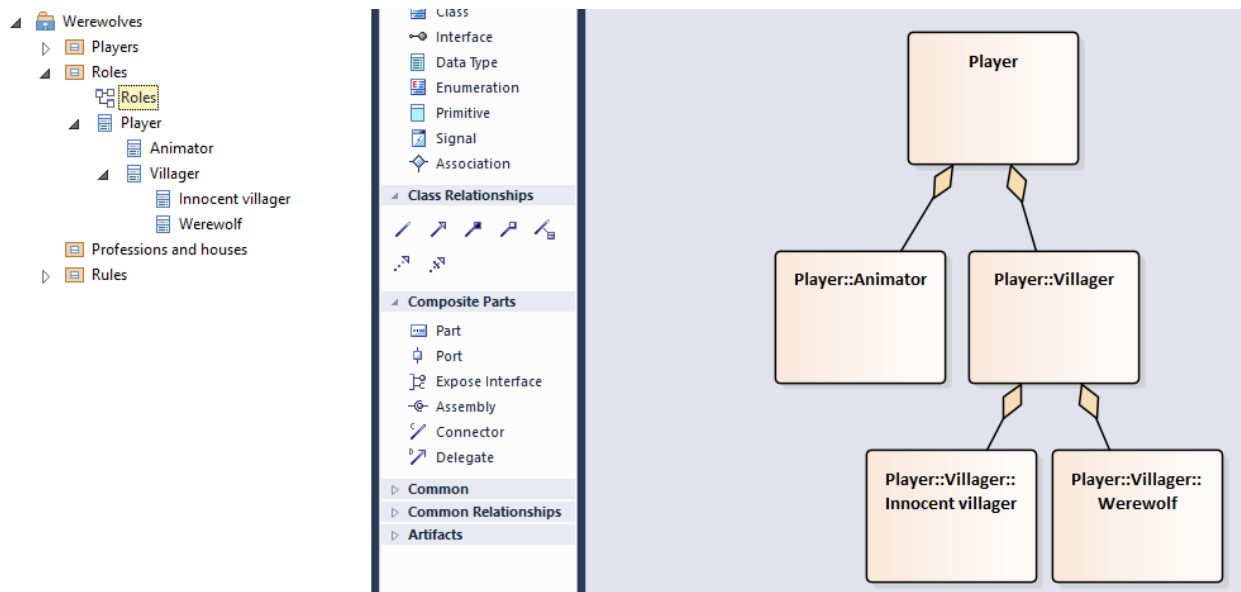 Werewolves
Players
Roles
Roles
Player
Animator
Villager
Innocent villager
Werewolf
Professions and houses
Rules
Class
Interface
Data Type
Enumeration
Primitive
Signal
Association
Class Relationships
Composite Parts
Part
Port
Expose Interface
Assembly
Connector
Delegate
Common
Common Relationships
Artifacts
Player
Player::Animator
Player::Villager
Player::Villager::
Innocent villager
Player::Villager::
Werewolf